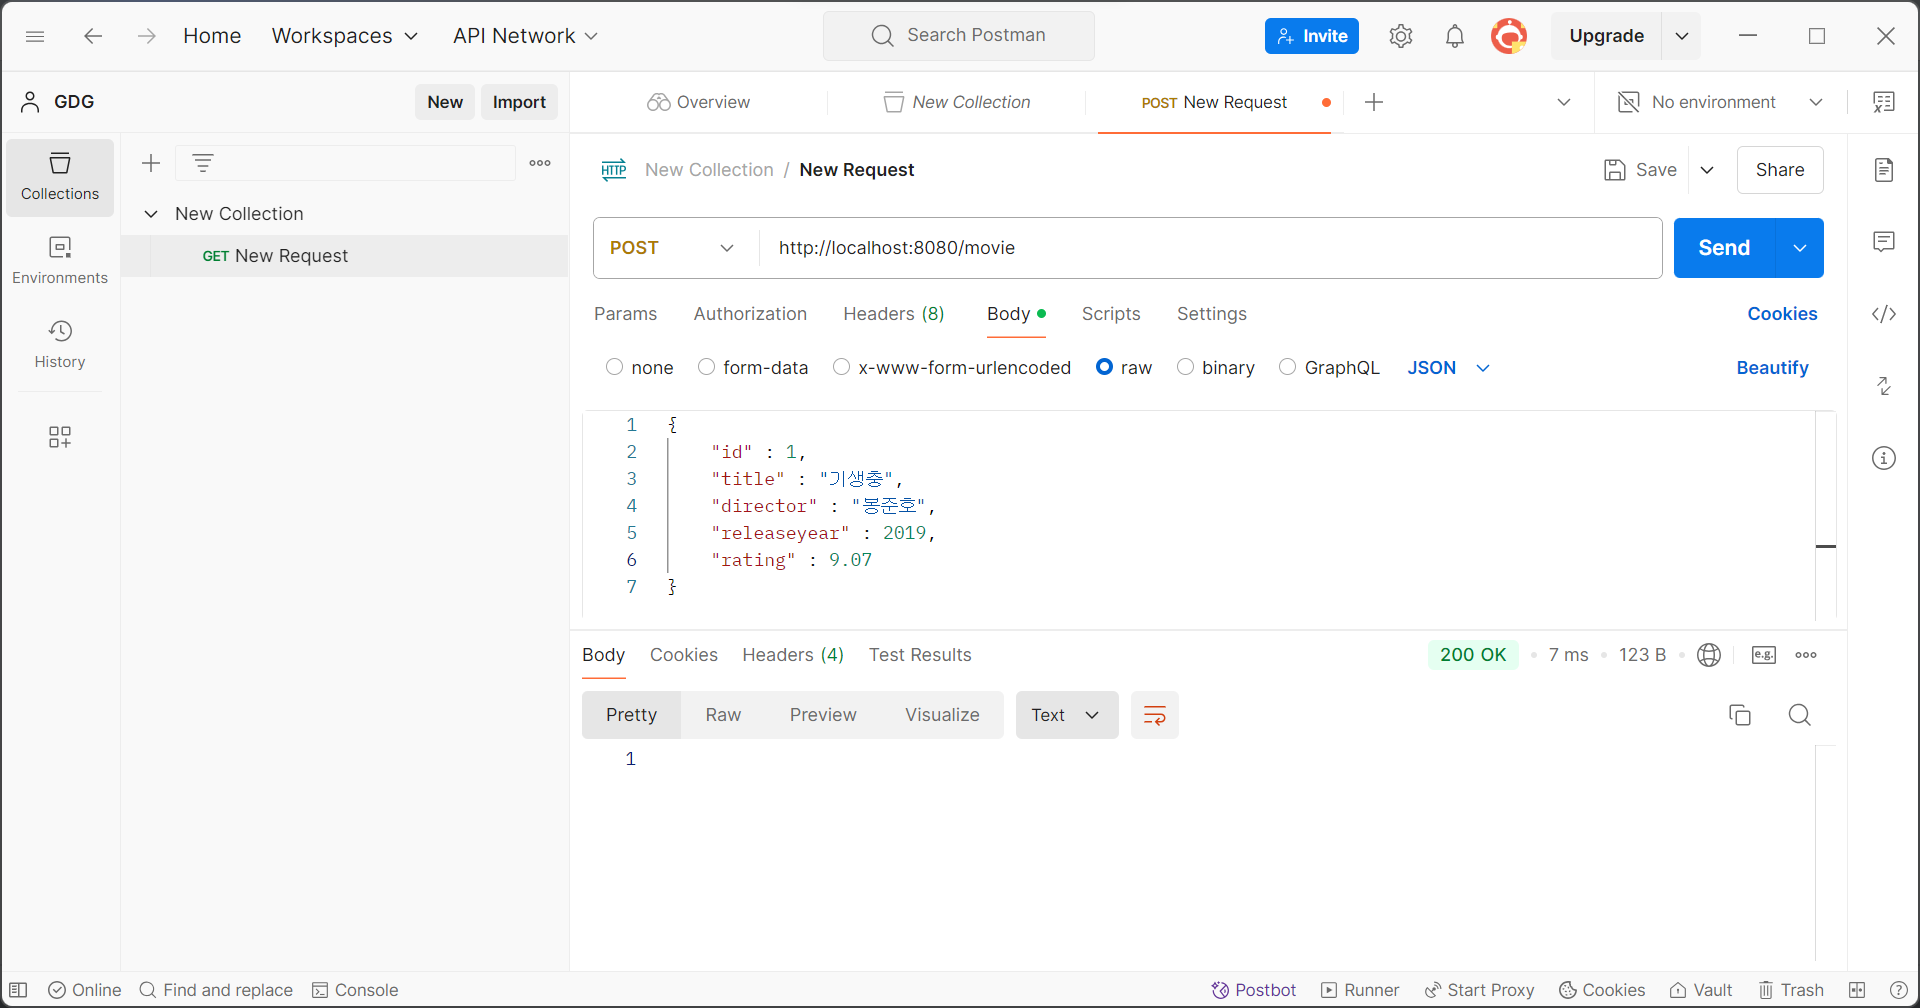 Home Workspaces API Network Search Postman Invite Upgrade
GDG New Import Overview New Collection POST New Request No environment
Collections
New Collection / New Request Save Share
New Collection
GET New Request
Environments
History
POST http://localhost:8080/movie Send
Params Authorization Headers (8) Body Scripts Settings Cookies
none form-data x-www-form-urlencoded raw binary GraphQL JSON Beautify
1 {
2 "id" : 1,
3 "title" : "기생충",
4 "director" : "봉준호",
5 "releaseyear" : 2019,
6 "rating" : 9.07
7 }
Body Cookies Headers (4) Test Results 200 OK • 7 ms • 123 B • e.g.
Pretty Raw Preview Visualize Text
1
Online Find and replace Console Postbot Runner Start Proxy Cookies Vault Trash